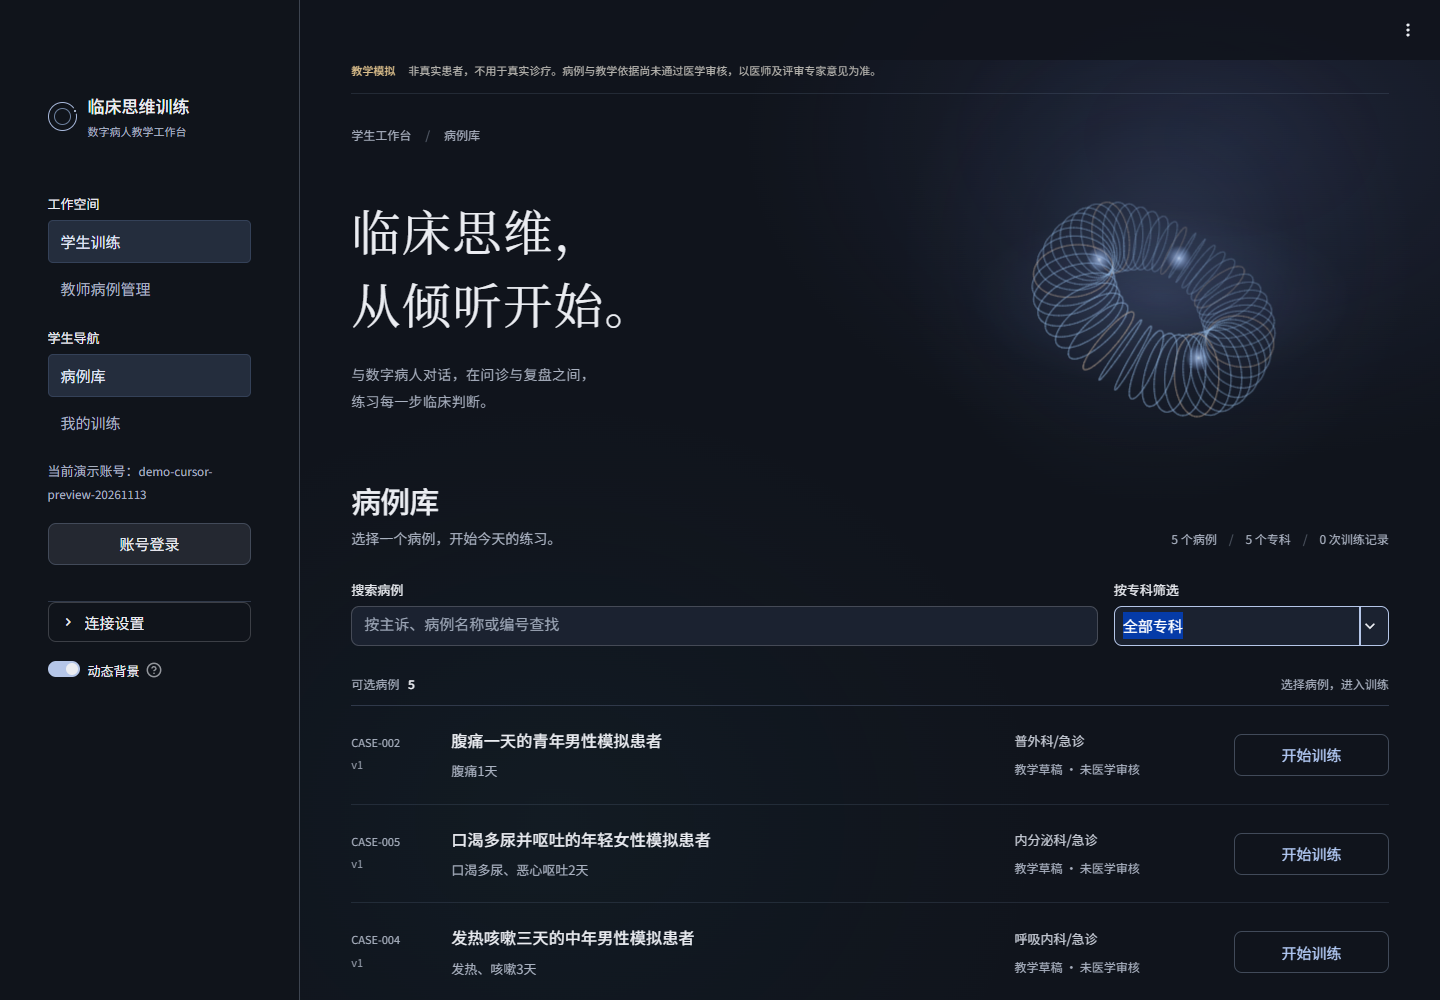 教学模拟 非真实患者，不用于真实诊疗。病例与教学依据尚未通过医学审核，以医师及评审专家意见为准。
临床思维训练
数字病人教学工作台
工作空间
学生训练
教师病例管理
学生导航
病例库
我的训练
当前演示账号：demo-cursor-
preview-20261113
账号登录
连接设置
动态背景
学生工作台 / 病例库
临床思维，
从倾听开始。
与数字病人对话，在问诊与复盘之间，
练习每一步临床判断。
病例库
选择一个病例，开始今天的练习。
5 个病例 / 5 个专科 / 0 次训练记录
搜索病例
按主诉、病例名称或编号查找
按专科筛选
全部专科
可选病例 5
选择病例，进入训练
CASE-002
v1
腹痛一天的青年男性模拟患者
腹痛1天
普外科/急诊
教学草稿 · 未医学审核
开始训练
CASE-005
v1
口渴多尿并呕吐的年轻女性模拟患者
口渴多尿、恶心呕吐2天
内分泌科/急诊
教学草稿 · 未医学审核
开始训练
CASE-004
v1
发热咳嗽三天的中年男性模拟患者
发热、咳嗽3天
呼吸内科/急诊
教学草稿 · 未医学审核
开始训练